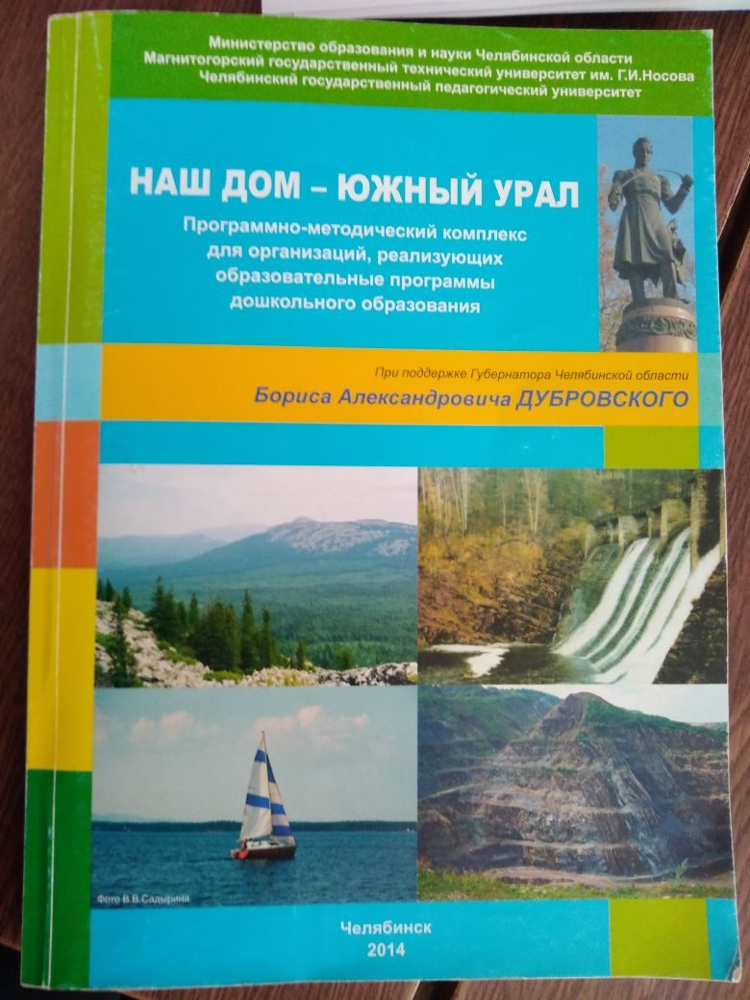 Министерство образования и науки Челябинской области
Магнитогорский государственный технический университет им. Г.И.Носова
Челябинский государственный педагогический университет
НАШ ДОМ – ЮЖНЫЙ УРАЛ
Программно-методический комплекс
для организаций, реализующих
образовательные программы
дошкольного образования
При поддержке Губернатора Челябинской области
Бориса Александровича ДУБРОВСКОГО
Фото В.В.Садырина
Челябинск
2014